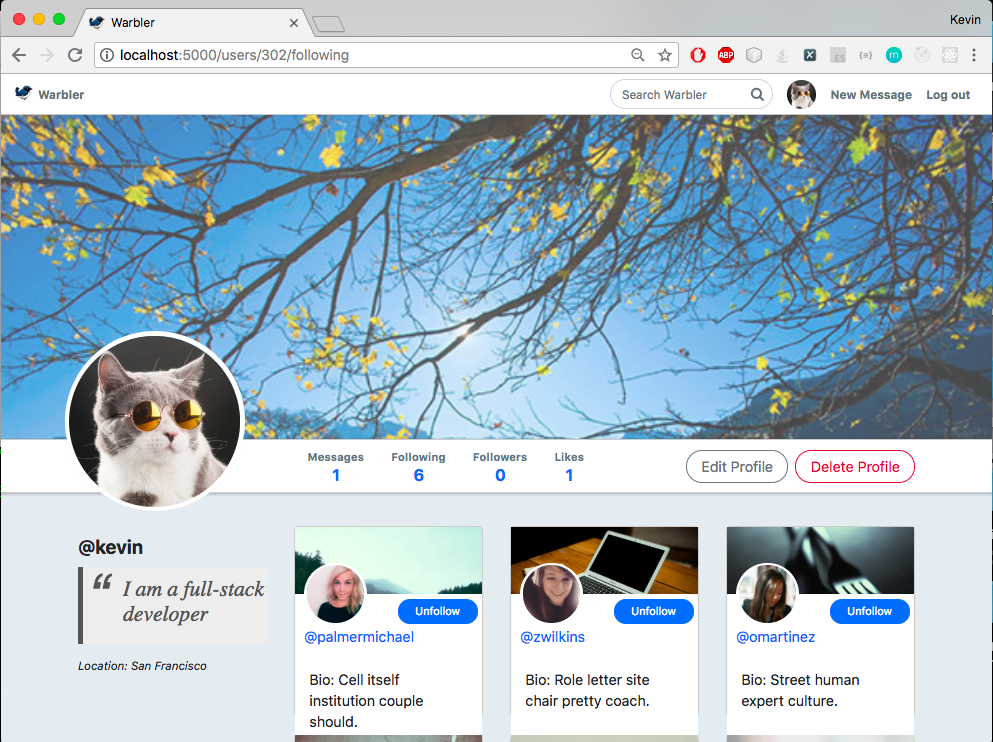 Warbler
Kevin
localhost:5000/users/302/following
ABP
X
ES
{≡}
m
Warbler
Search Warbler
New Message
Log out
Messages
Following
Followers
Likes
1
6
0
1
Edit Profile
Delete Profile
@kevin
“ I am a full-stack
developer
Location: San Francisco
Unfollow
Unfollow
Unfollow
@palmermichael
@zwilkins
@omartinez
Bio: Cell itself
institution couple
should.
Bio: Role letter site
chair pretty coach.
Bio: Street human
expert culture.